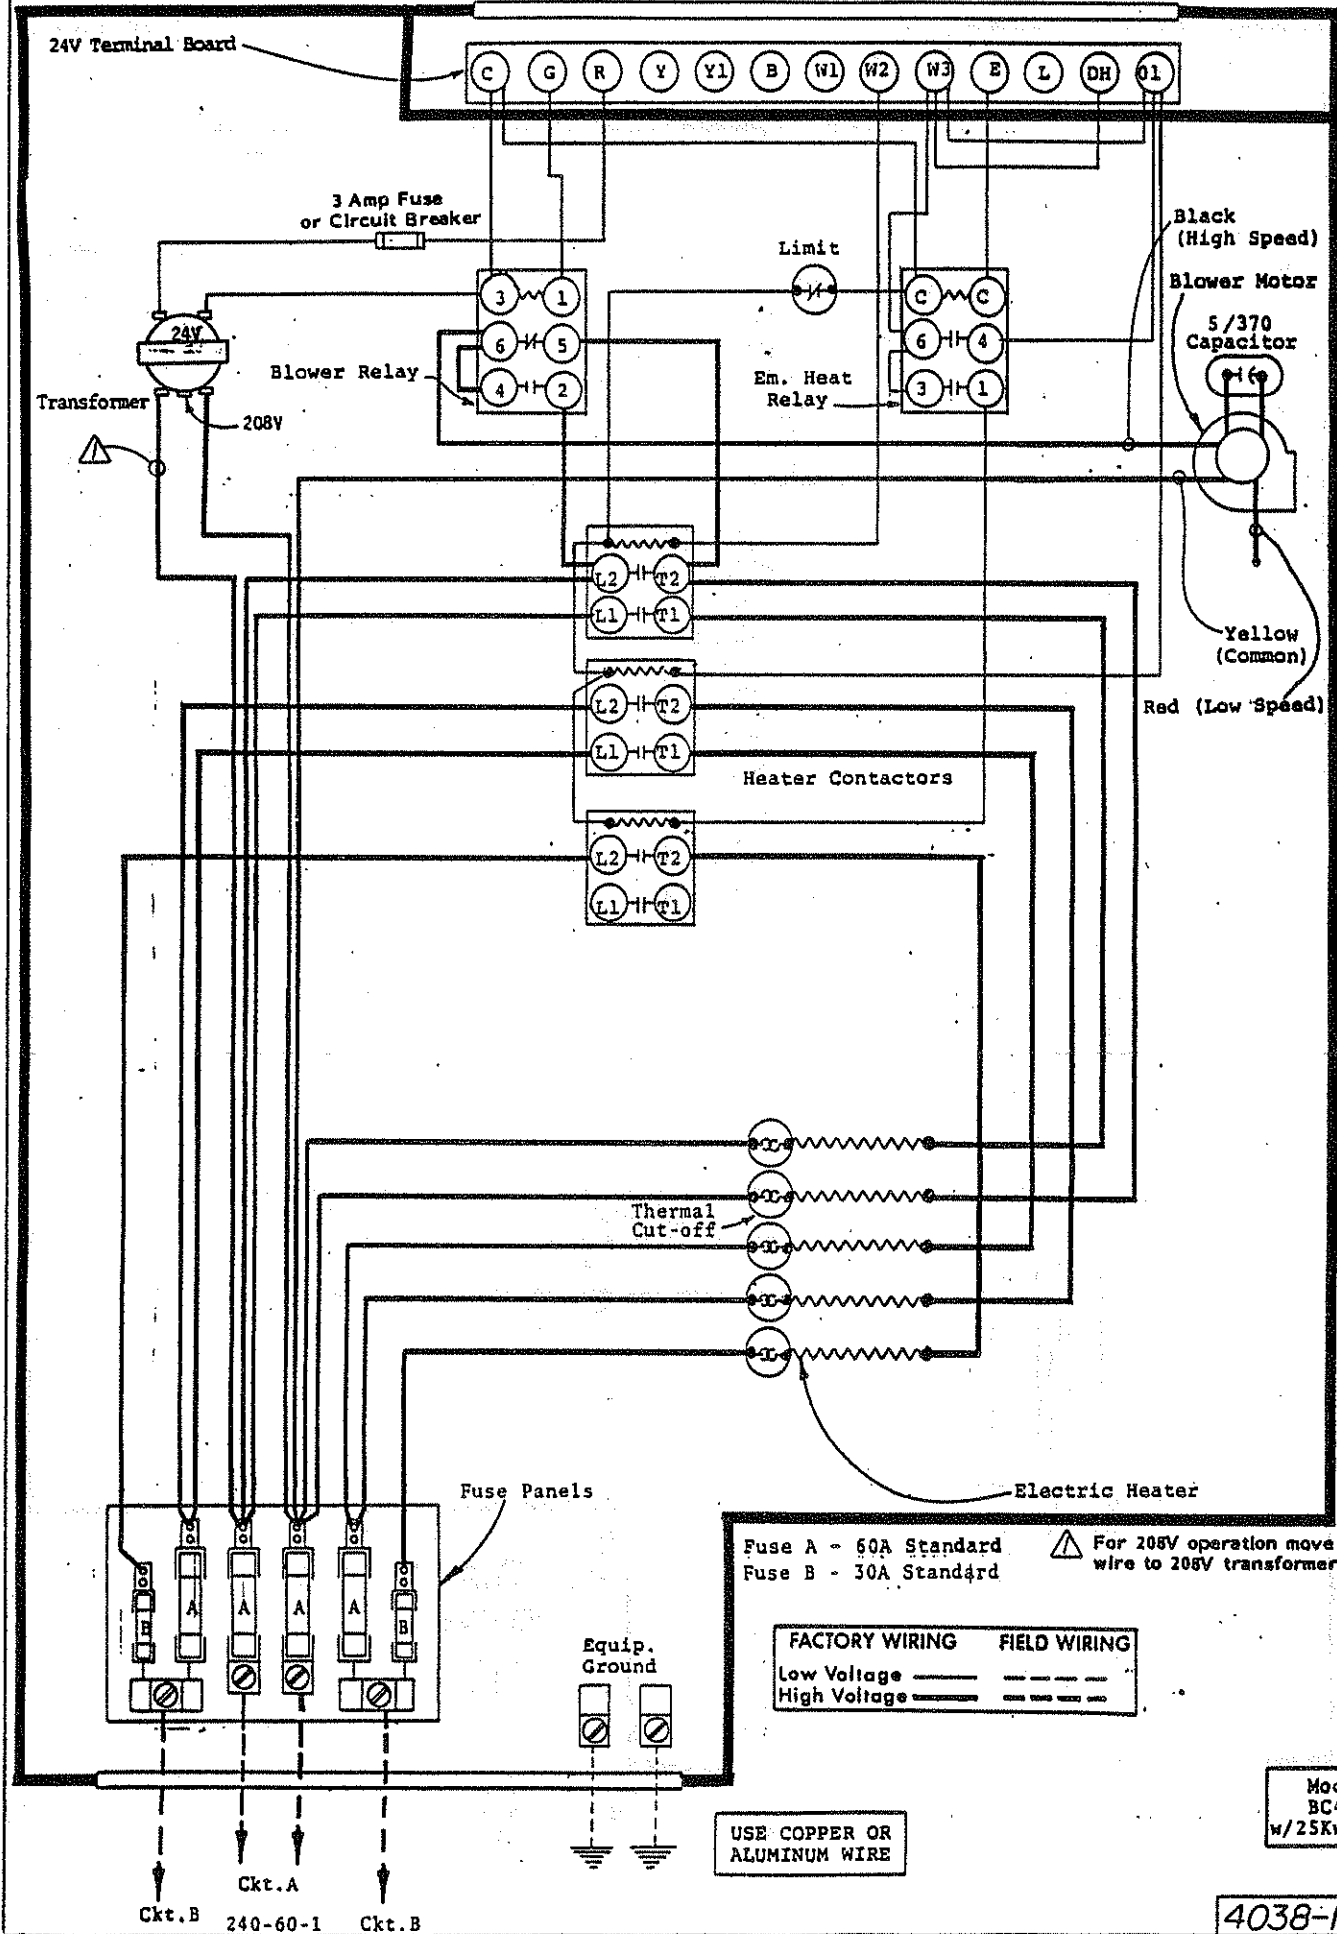 24V Terminal Board
C G R Y Y1 B W1 W2 W3 E L DH O1
3 Amp Fuse
or Circuit Breaker
Black
(High Speed)
Limit
Blower Motor
3 1
C C
24V
5/370
Capacitor
6 5
6 4
Blower Relay
Em. Heat
Relay
4 2
3 1
Transformer
208V
L2 T2
L1 T1
Yellow
(Common)
L2 T2
Red (Low Speed)
L1 T1
Heater Contactors
L2 T2
L1 T1
Thermal
Cut-off
Fuse Panels
Electric Heater
Fuse A - 60A Standard
Fuse B - 30A Standard
For 208V operation move
wire to 208V transformer
B A A A A B
Equip.
Ground
FACTORY WIRING FIELD WIRING
Low Voltage
High Voltage
USE COPPER OR
ALUMINUM WIRE
w/25K
Ckt.A
Ckt.B
240-60-1
Ckt.B
4038-